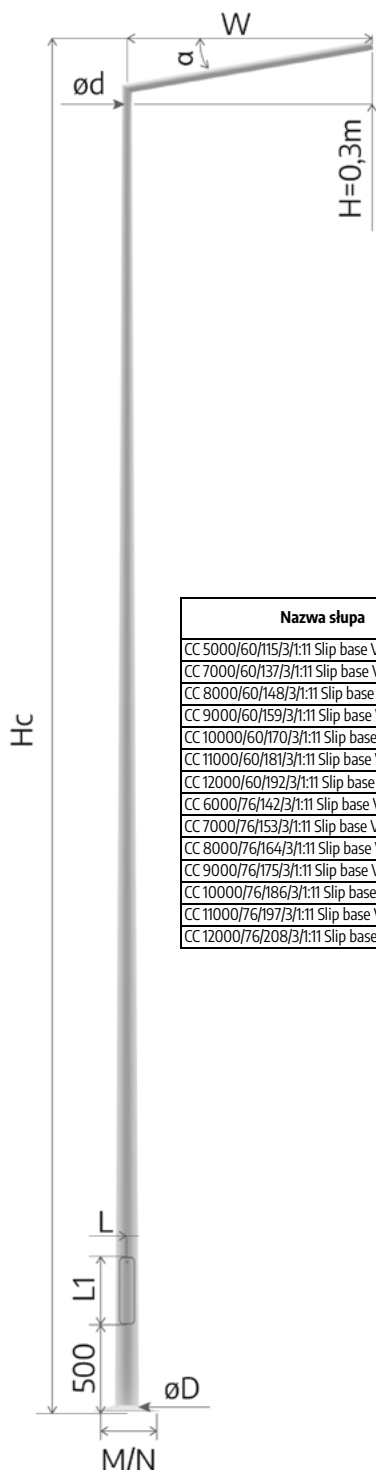 W
α
ød
H=0,3m
Hc
Nazwa słupa
CC 5000/60/115/3/1:11 Slip base
CC 7000/60/137/3/1:11 Slip base
CC 8000/60/148/3/1:11 Slip base
CC 9000/60/159/3/1:11 Slip base
CC 10000/60/170/3/1:11 Slip base
CC 11000/60/181/3/1:11 Slip base
CC 12000/60/192/3/1:11 Slip base
CC 6000/76/142/3/1:11 Slip base
CC 7000/76/153/3/1:11 Slip base
CC 8000/76/164/3/1:11 Slip base
CC 9000/76/175/3/1:11 Slip base
CC 10000/76/186/3/1:11 Slip base
CC 11000/76/197/3/1:11 Slip base
CC 12000/76/208/3/1:11 Slip base
L
L1
500
øD
M/N